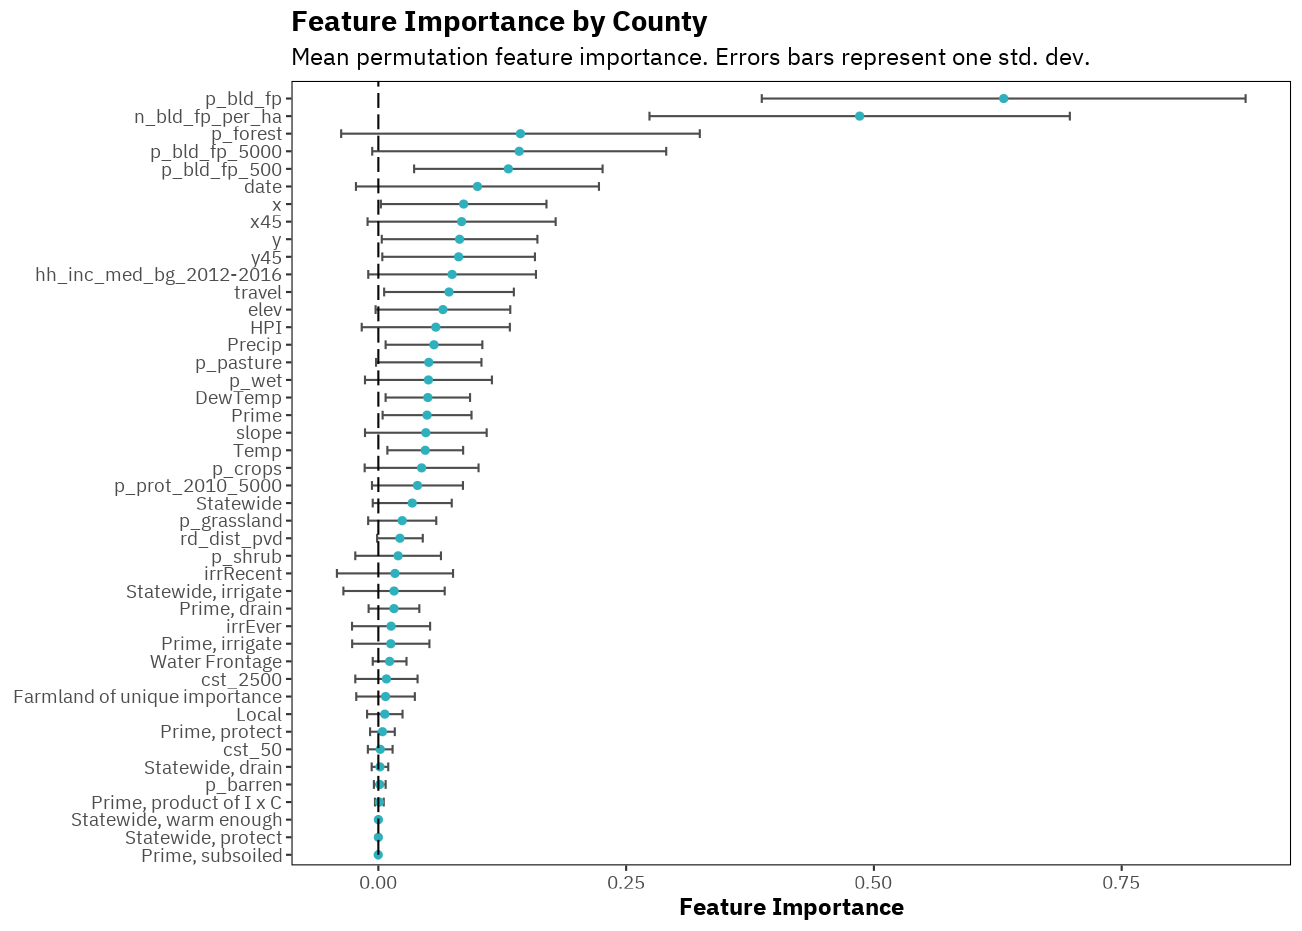 Feature Importance by County
Mean permutation feature importance. Errors bars represent one std. dev.
p_bld_fp
n_bld_fp_per_ha
p_forest
p_bld_fp_5000
p_bld_fp_500
date
x
x45
y
y45
hh_inc_med_bg_2012-2016
travel
elev
HPI
Precip
p_pasture
p_wet
DewTemp
Prime
slope
Temp
p_crops
p_prot_2010_5000
Statewide
p_grassland
rd_dist_pvd
p_shrub
irrRecent
Statewide, irrigate
Prime, drain
irrEver
Prime, irrigate
Water Frontage
cst_2500
Farmland of unique importance
Local
Prime, protect
cst_50
Statewide, drain
p_barren
Prime, product of I x C
Statewide, warm enough
Statewide, protect
Prime, subsoiled
0.00 0.25 0.50 0.75
Feature Importance